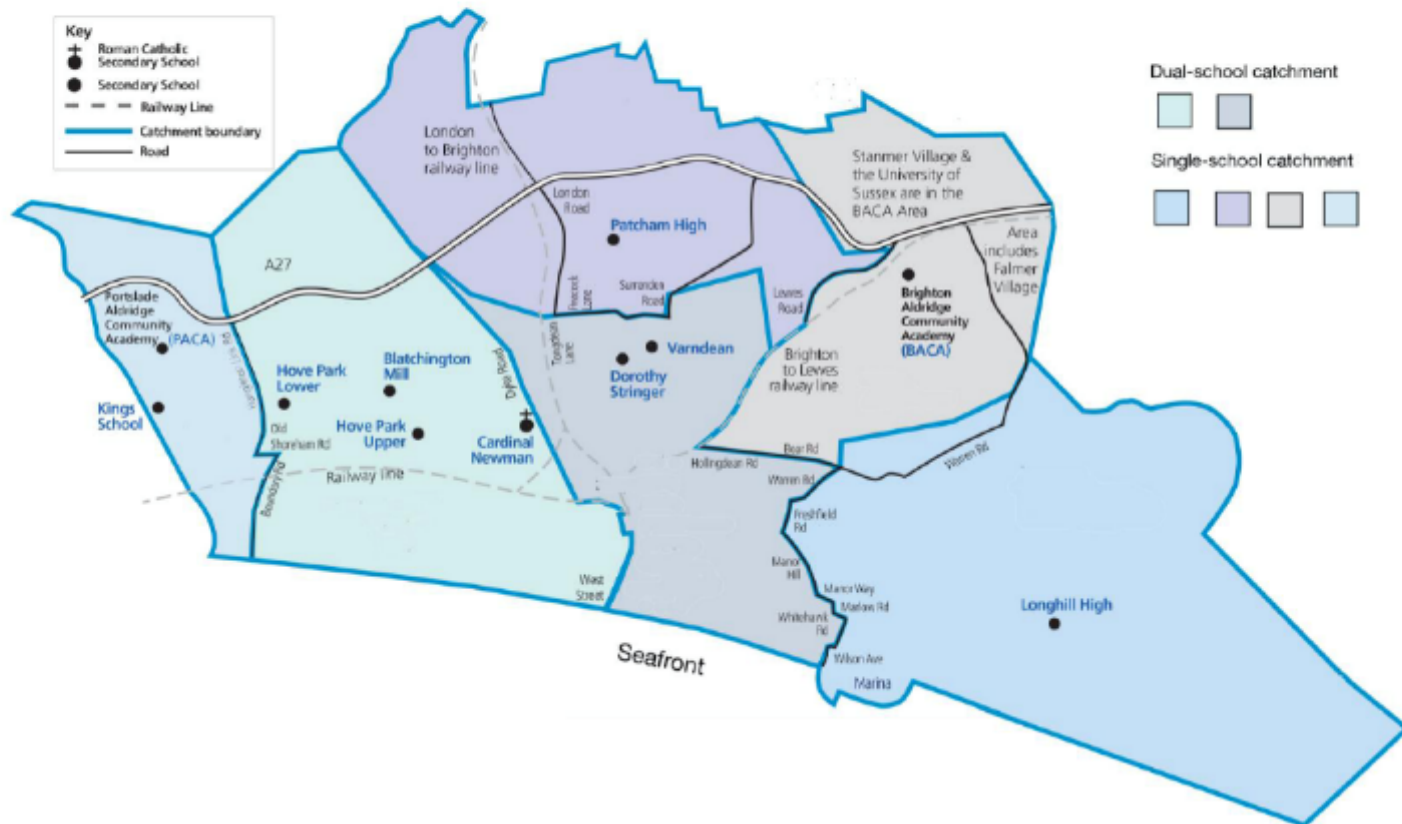 Key
Roman Catholic
Secondary School
Secondary School
Railway Line
Catchment boundary
Road
Dual-school catchment
Single-school catchment
London
to Brighton
railway line
Stanmer Village &
the University of
Sussex are in the
BACA Area
London
Road
Patcham High
A27
Area
includes
Falmer
Village
Surrenden
Road
Peacock
Lane
Lewes
Road
Brighton
Aldridge
Community
Academy
(BACA)
Portslade
Aldridge
Community
Academy
(PACA)
Tongdean
Lane
Varndean
Dorothy
Stringer
Brighton
to Lewes
railway line
Dyke Road
Hove Park
Lower
Blatchington
Mill
Kings
School
Old
Shoreham Rd
Hove Park
Upper
Cardinal
Newman
Boundary Rd
Railway line
Hollingdean Rd
Bear Rd
Warren Rd
Warren Rd
Freshfield
Rd
Manor
Hill
Manor Way
Marlow Rd
Whitehawk
Rd
Wilson Ave
West
Street
Longhill High
Seafront
Marina